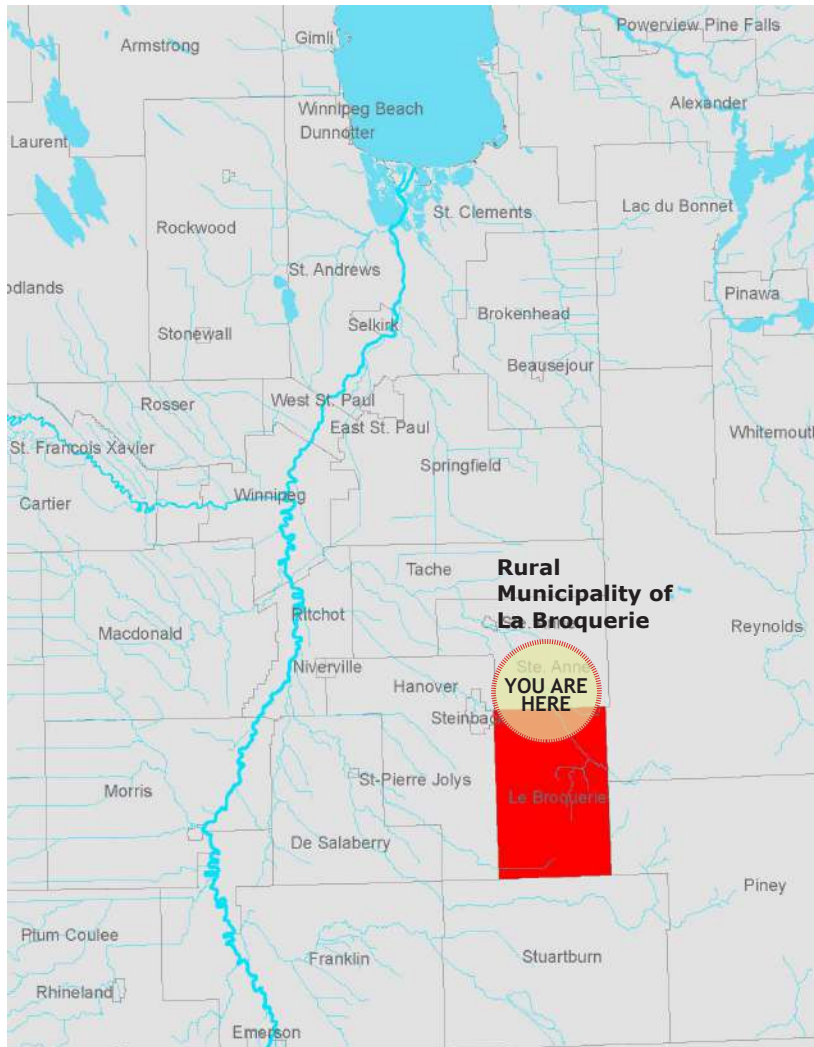 Powerview Pine Falls
Gimli
Armstrong
Alexander
Winnipeg Beach
Dunnotter
Laurent
Lac du Bonnet
St. Clements
Rockwood
St. Andrews
odlands
Pinawa
Brokenhead
Selkirk
Stonewall
Beausejour
West St. Paul
Rosser
East St. Paul
Whitemouth
St. Francois Xavier
Springfield
Winnipeg
Cartier
Tache
Rural
Municipality of
La Broquerie
Ritchot
Reynolds
Macdonald
Niverville
Ste. Anne
Hanover
YOU ARE
HERE
Steinbac
St-Pierre Jolys
Morris
Le Broquerie
De Salaberry
Piney
Plum Coulee
Franklin
Stuartburn
Rhineland
Emerson